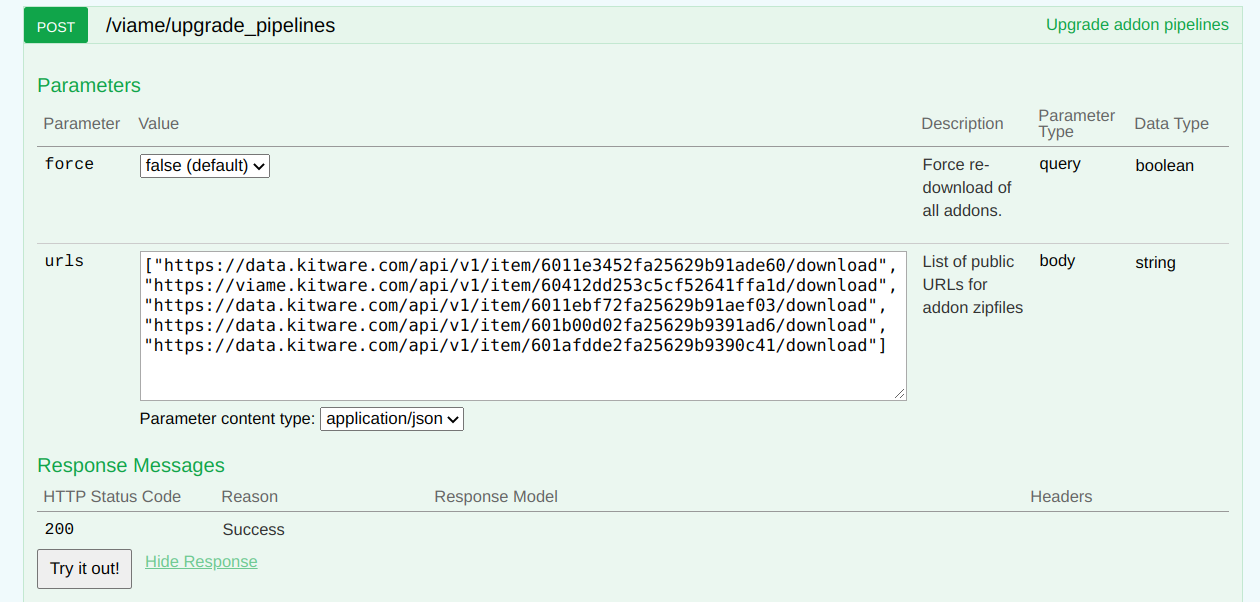 POST /viame/upgrade_pipelines Upgrade addon pipelines
Parameters
Parameter Value Description Parameter Type Data Type
force false (default) Force re- query boolean
download of
all addons.
urls ["https://data.kitware.com/api/v1/item/6011e3452fa25629b91ade60/download", List of public body string
"https://viame.kitware.com/api/v1/item/60412dd253c5cf52641ffa1d/download", URLs for
"https://data.kitware.com/api/v1/item/6011ebf72fa25629b91aef03/download", addon zipfiles
"https://data.kitware.com/api/v1/item/601b00d02fa25629b9391ad6/download",
"https://data.kitware.com/api/v1/item/601afdde2fa25629b9390c41/download"]
Parameter content type: application/json
Response Messages
HTTP Status Code Reason Response Model Headers
200 Success
Try it out! Hide Response